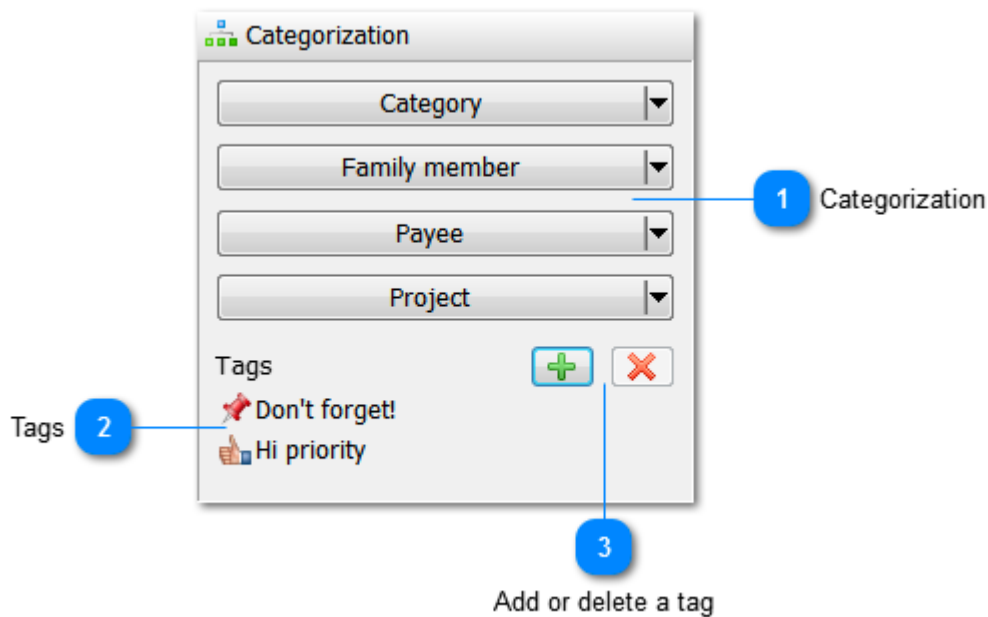 Categorization
Category
Family member
1 Categorization
Payee
Project
Tags
Don't forget!
Tags 2
Hi priority
3
Add or delete a tag